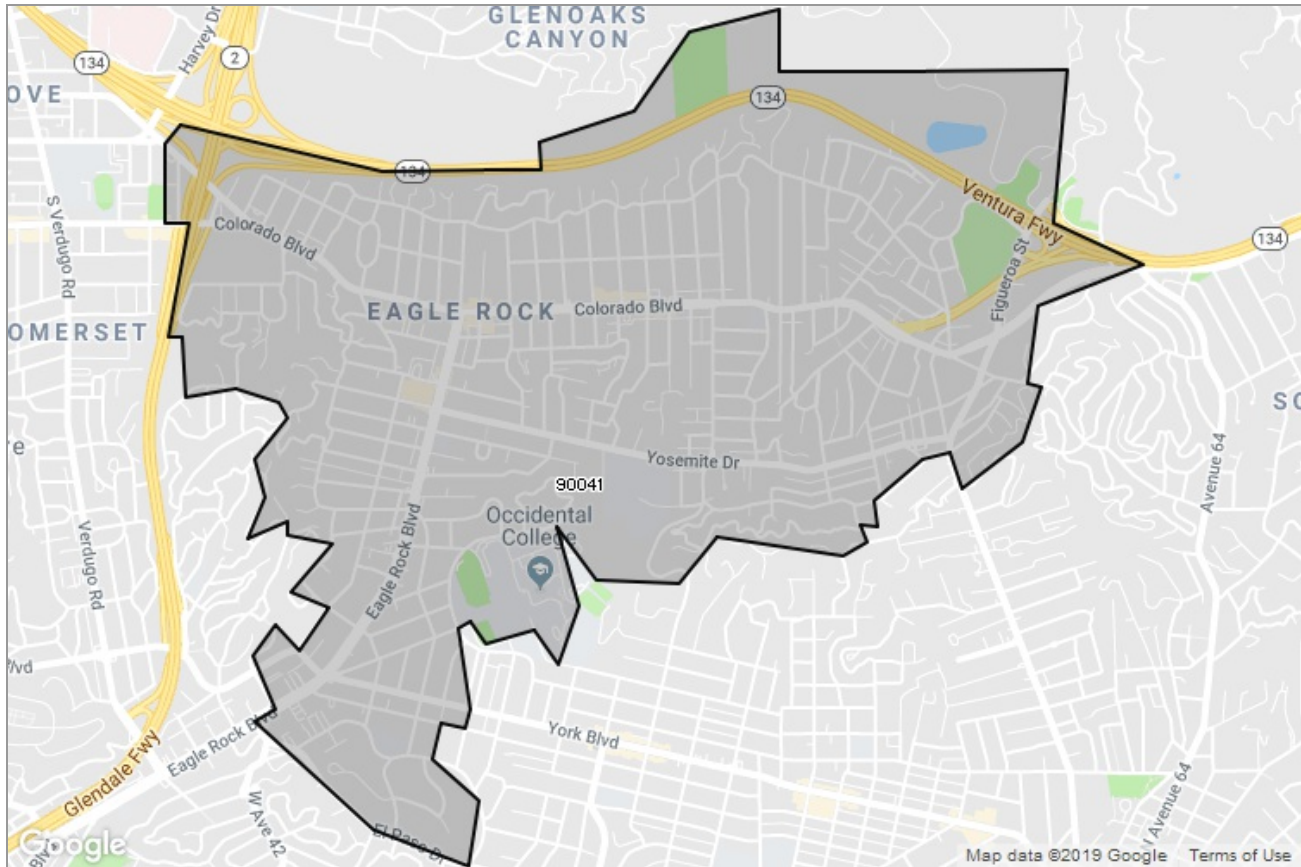 GLENOAKS
CANYON
Harvey Dr
134
2
OVE
134
134
Ventura Fwy
134
S Verdugo Rd
Colorado Blvd
Figueroa St
EAGLE ROCK
Colorado Blvd
OMERSET
SO
Avenue 64
re
Yosemite Dr
90041
Occidental
College
Eagle Rock Blvd
Verdugo Rd
lvd
York Blvd
Eagle Rock Blvd
Glendale Fwy
W Ave 42
El Paso Dr
Avenue 64
Google
Map data ©2019 Google
Terms of Use